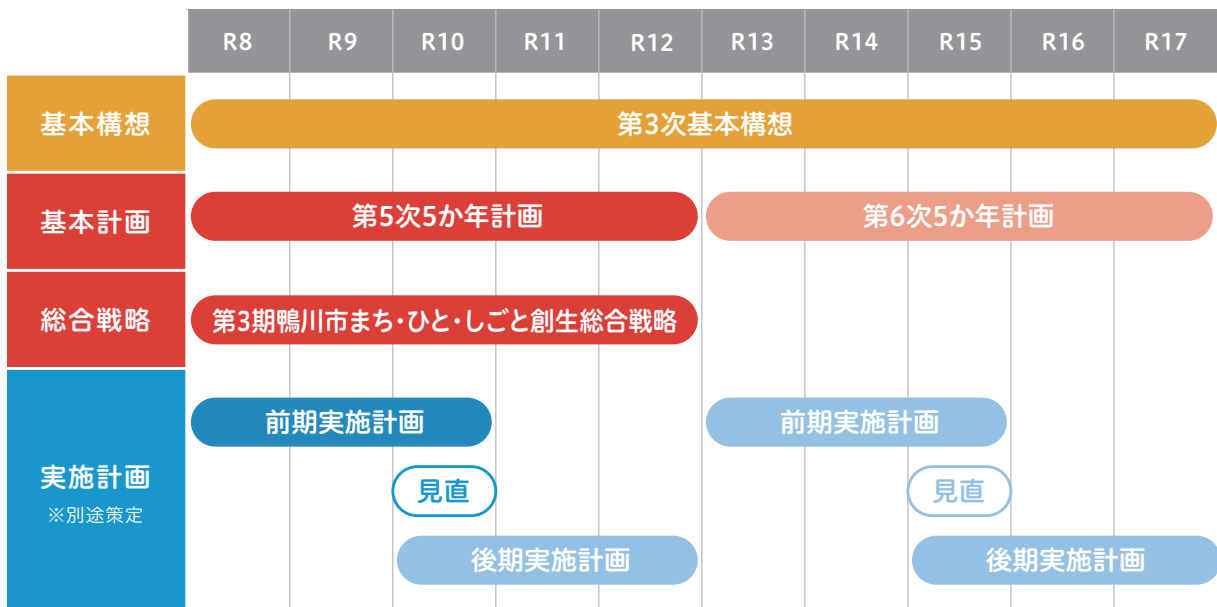 R8 R9 R10 R11 R12 R13 R14 R15 R16 R17
基本構想
第3次基本構想
基本計画
第5次5か年計画
第6次5か年計画
総合戦略
第3期鴨川市まち・ひと・しごと創生総合戦略
実施計画
※別途策定
前期実施計画
前期実施計画
見直
見直
後期実施計画
後期実施計画